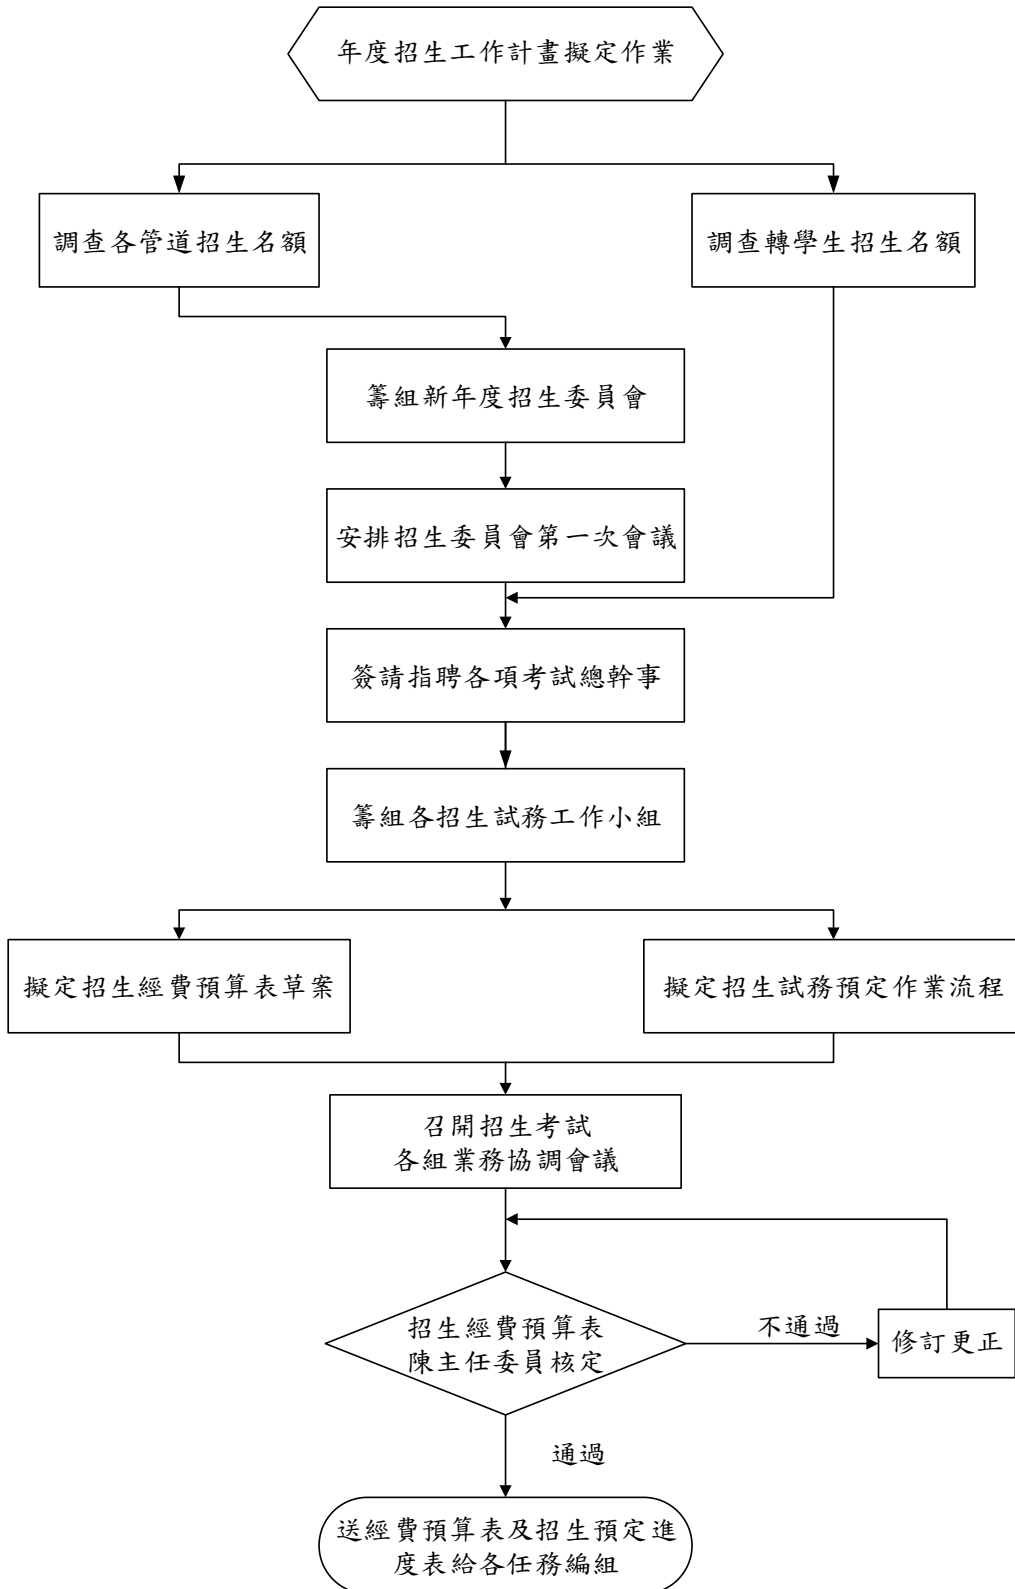 年度招生工作計畫擬定作業
調查各管道招生名額
調查轉學生招生名額
籌組新年度招生委員會
安排招生委員會第一次會議
簽請指聘各項考試總幹事
籌組各招生試務工作小組
擬定招生經費預算表草案
擬定招生試務預定作業流程
召開招生考試
各組業務協調會議
招生經費預算表
陳主任委員核定
不通過
修訂更正
通過
送經費預算表及招生預定進
度表給各任務編組